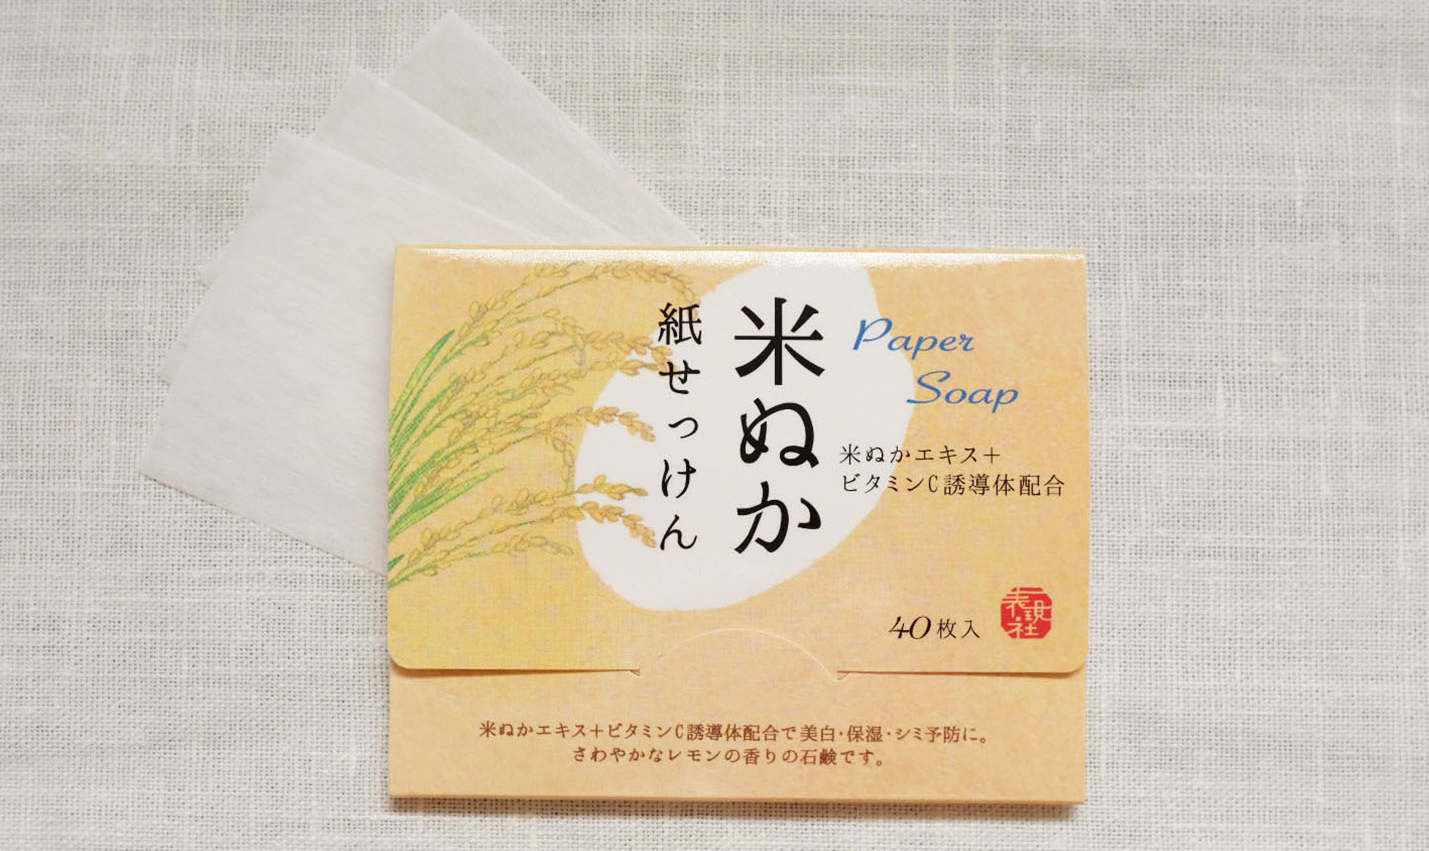 米ぬか
紙せっけん
Paper
Soap
米ぬかエキス+
ビタミンC誘導体配合
40枚入
表現社
米ぬかエキス+ビタミンC誘導体配合で美白・保湿・シミ予防に。
さわやかなレモンの香りの石鹸です。